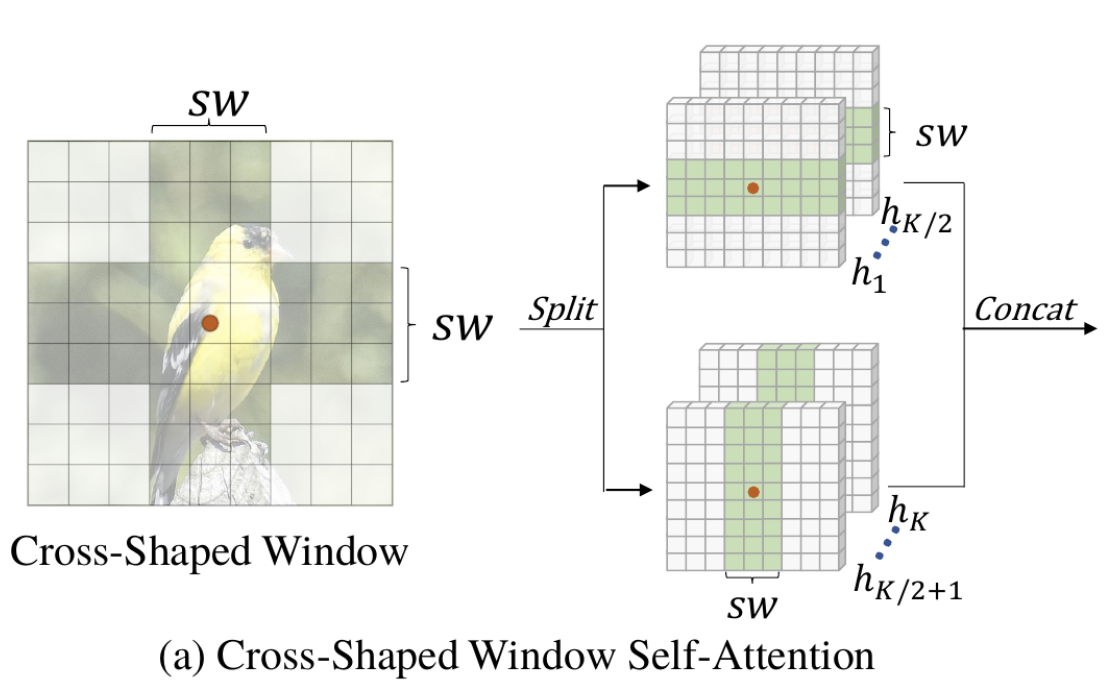 sw
sw
Cross-Shaped Window
Split
sw
h_{K/2}
h_1
Concat
h_K
h_{K/2+1}
sw
(a) Cross-Shaped Window Self-Attention